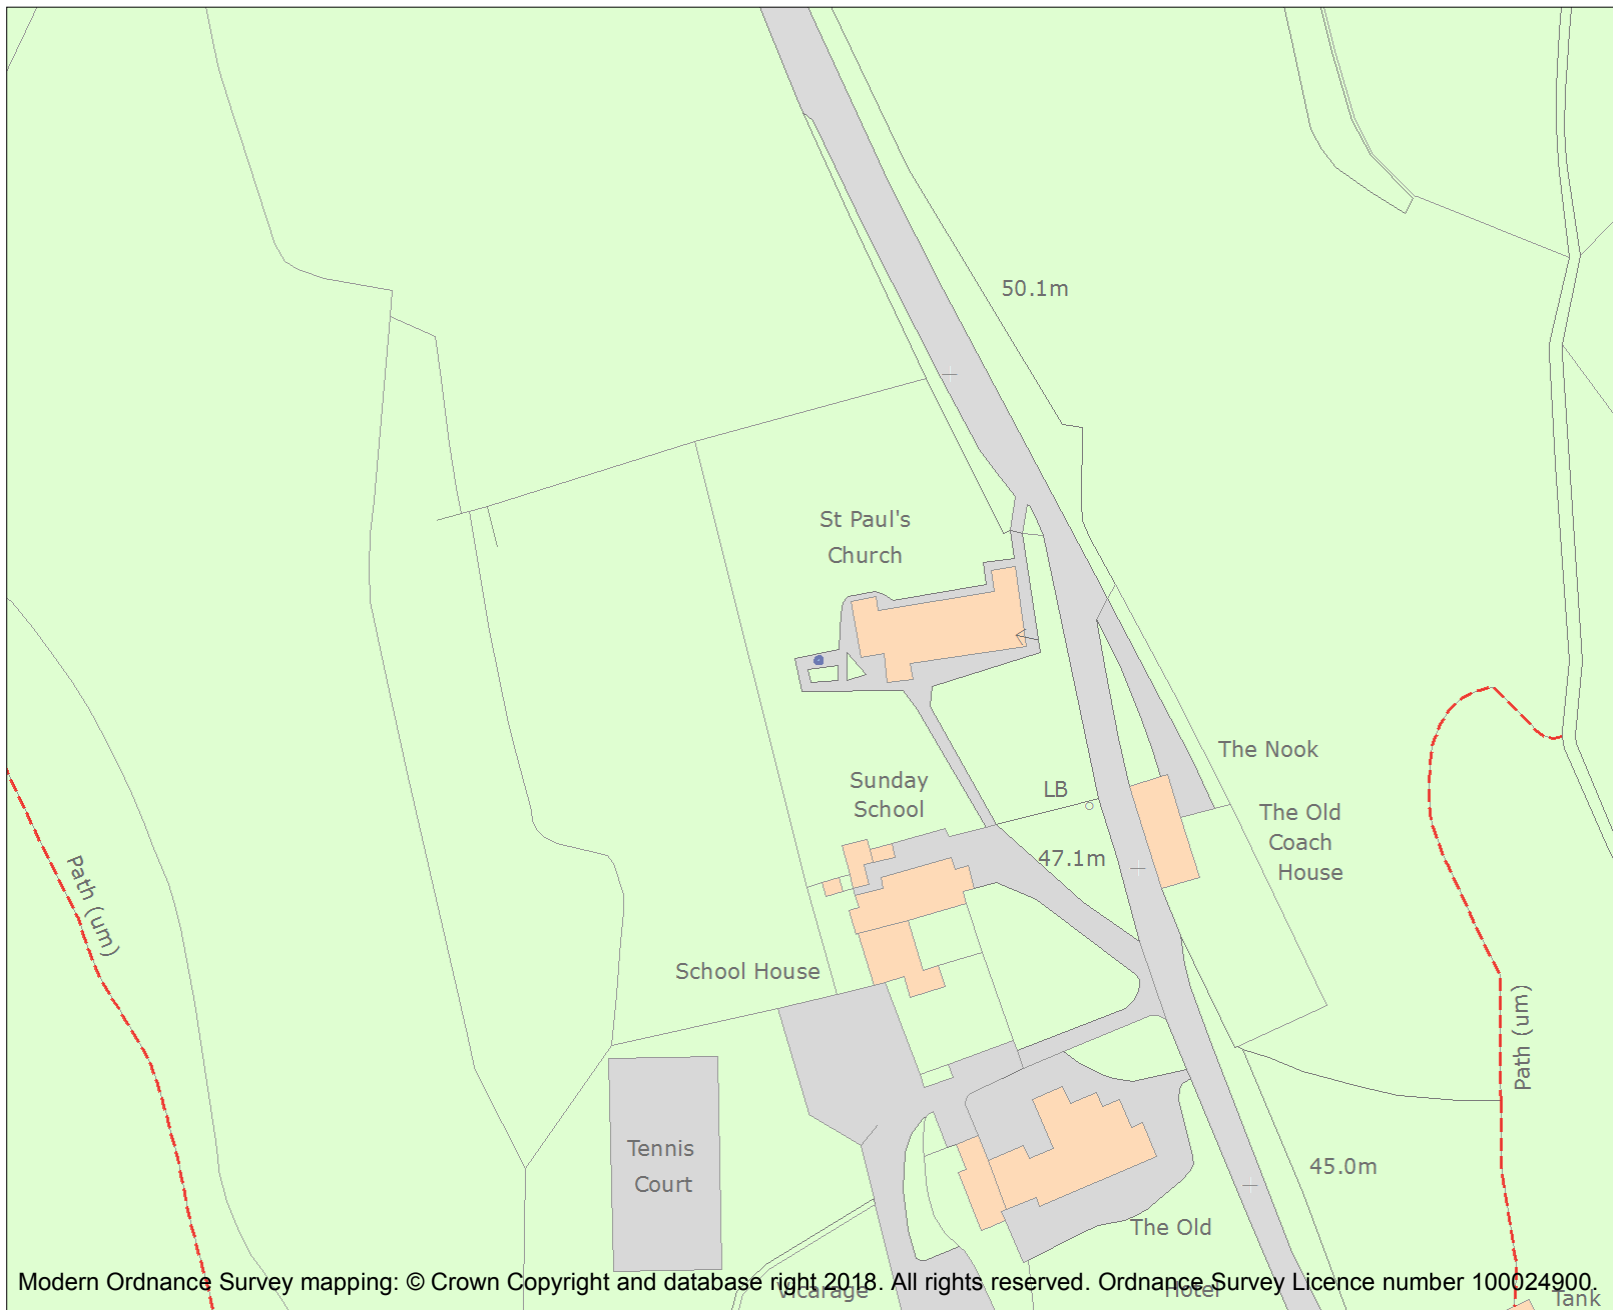 50.1m
St Paul's
Church
The Nook
Sunday
School
LB
The Old
Coach
House
47.1m
Path (um)
School House
Path (um)
Tennis
Court
45.0m
The Old
Hotel
Vicarage
Tank
Modern Ordnance Survey mapping: © Crown Copyright and database right 2018. All rights reserved. Ordnance Survey Licence number 100024900.